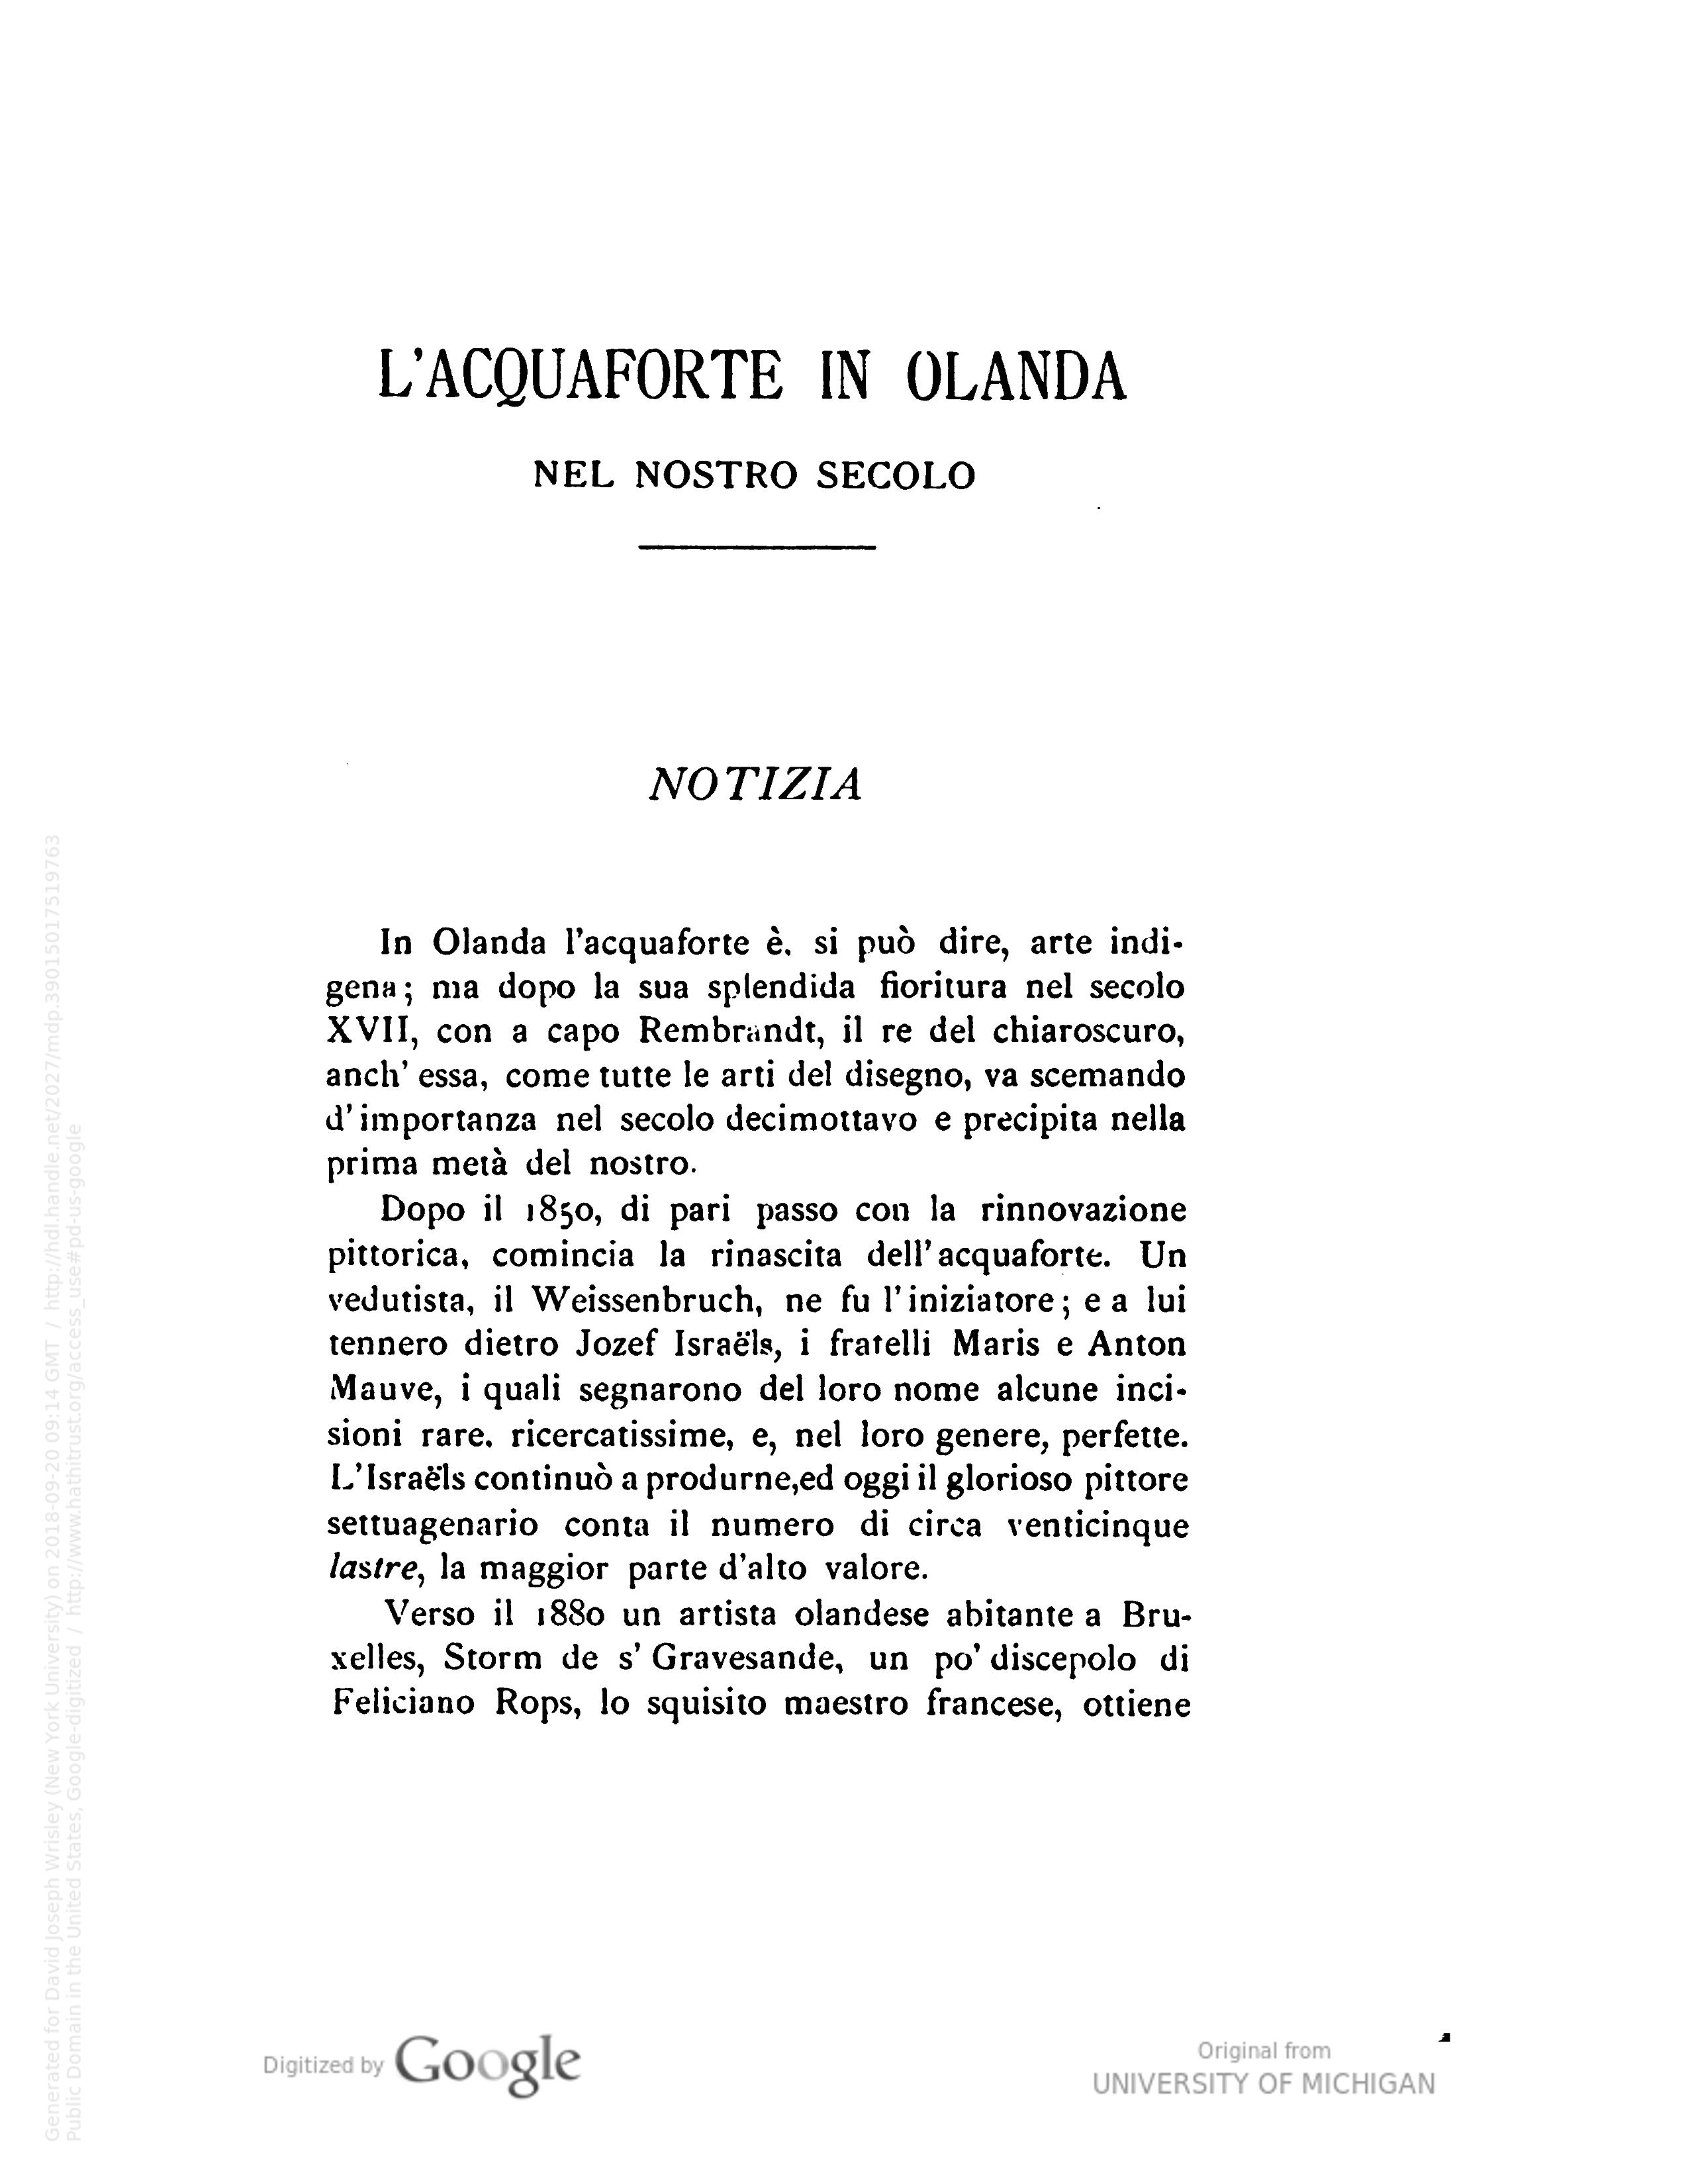 L'ACQUAFORTE IN OLANDA
NEL NOSTRO SECOLO
NOTIZIA
In Olanda l'acquaforte è. si può dire, arte indi-
gena; ma dopo la sua splendida fioritura nel secolo
XVII, con a capo Rembrandt, il re del chiaroscuro,
anch' essa, come tutte le arti del disegno, va scemando
d' importanza nel secolo decimottavo e precipita nella
prima metà del nostro.
Dopo il 1850, di pari passo con la rinnovazione
pittorica, comincia la rinascita dell' acquaforte. Un
vedutista, il Weissenbruch, ne fu l' iniziatore; e a lui
tennero dietro Jozef Israëls, i fratelli Maris e Anton
Mauve, i quali segnarono del loro nome alcune inci-
sioni rare. ricercatissime, e, nel loro genere, perfette.
L'Israëls continuò a produrne,ed oggi il glorioso pittore
settuagenario conta il numero di circa venticinque
lastre, la maggior parte d'alto valore.
Verso il 1880 un artista olandese abitante a Bru-
xelles, Storm de s' Gravesande, un po' discepolo di
Feliciano Rops, lo squisito maestro francese, ottiene
Generated for David Joseph Wrisley (New York University) on 2018-09-20 09:14 GMT / http://hdl.handle.net/2027/mdp.39015017519763
Public Domain in the United States, Google-digitized / http://www.hathitrust.org/access_use#pd-us-google
Digitized by Google
Original from
UNIVERSITY OF MICHIGAN